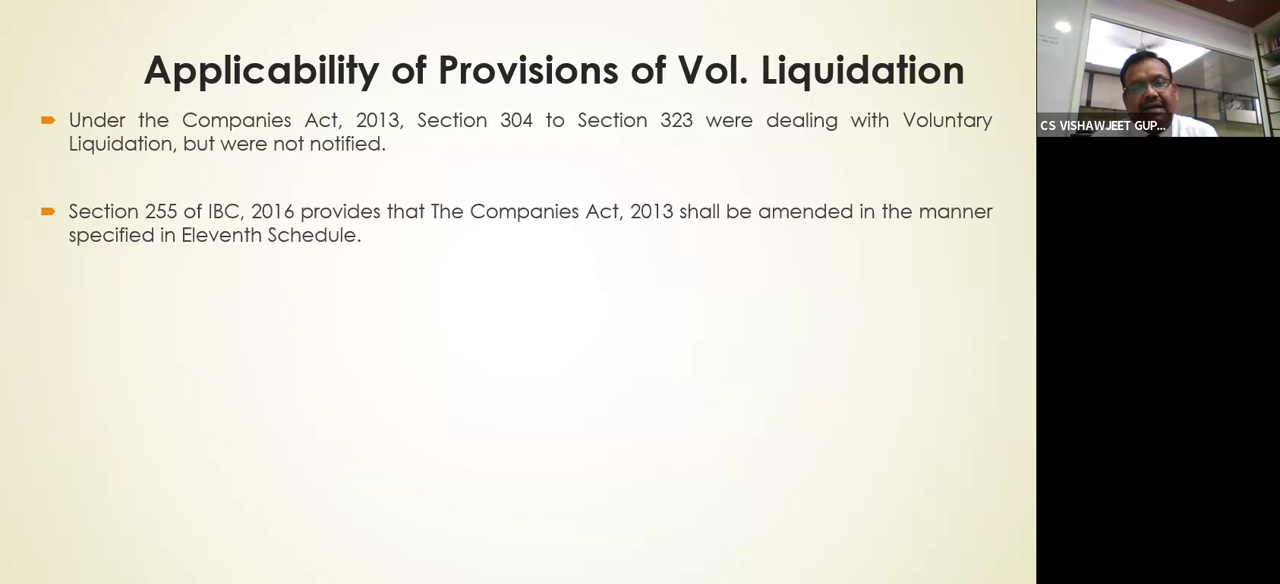 Applicability of Provisions of Vol. Liquidation
Under the Companies Act, 2013, Section 304 to Section 323 were dealing with Voluntary
Liquidation, but were not notified.
Section 255 of IBC, 2016 provides that The Companies Act, 2013 shall be amended in the manner
specified in Eleventh Schedule.
CS VISHAWJEET GUP...